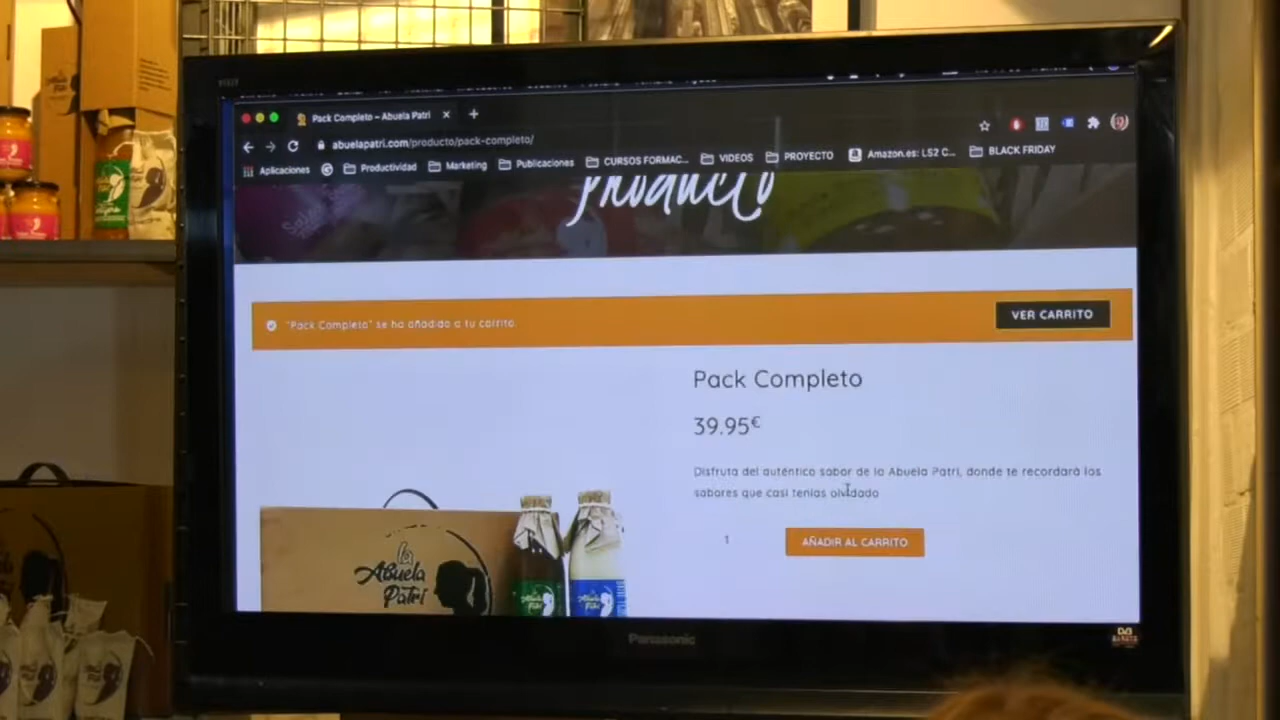 Pack Completo – Abuela Patri
abuelapatri.com/producto/pack-completo/
Aplicaciones
Productividad
Marketing
Publicaciones
CURSOS FORMAC...
VIDEOS
PROYECTO
Amazon.es: LS2 C...
BLACK FRIDAY
Producto
"Pack Completo" se ha añadido a tu carrito.
VER CARRITO
Pack Completo
39.95€
Disfruta del auténtico sabor de la Abuela Patri, donde te recordará los
sabores que casi tenías olvidado
1
AÑADIR AL CARRITO
la
Abuela
Patri
Panasonic